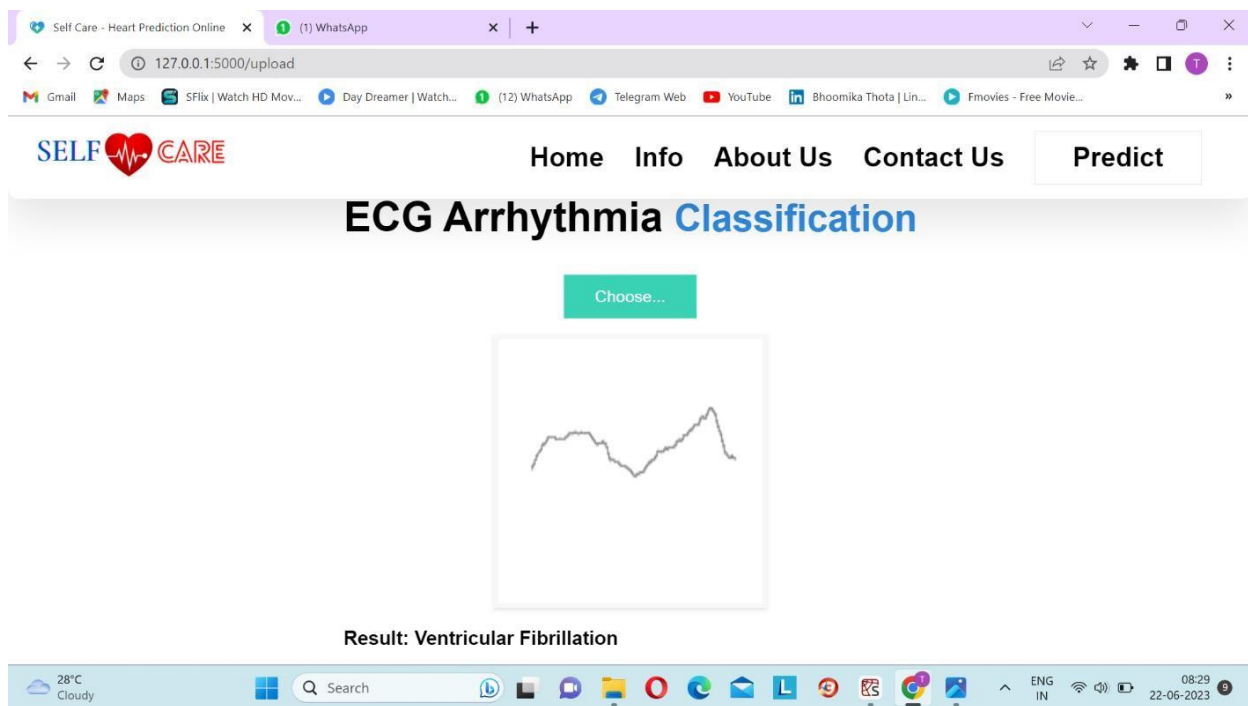 Self Care - Heart Prediction Online
(1) WhatsApp
127.0.0.1:5000/upload
Gmail Maps SFlix | Watch HD Mov... Day Dreamer | Watch... (12) WhatsApp Telegram Web YouTube Bhoomika Thota | Lin... Fmovies - Free Movie... »
SELF CARE Home Info About Us Contact Us Predict
ECG Arrhythmia Classification
Choose...
Result: Ventricular Fibrillation
28°C
Cloudy
Search
ENG
IN
08:29
22-06-2023
9